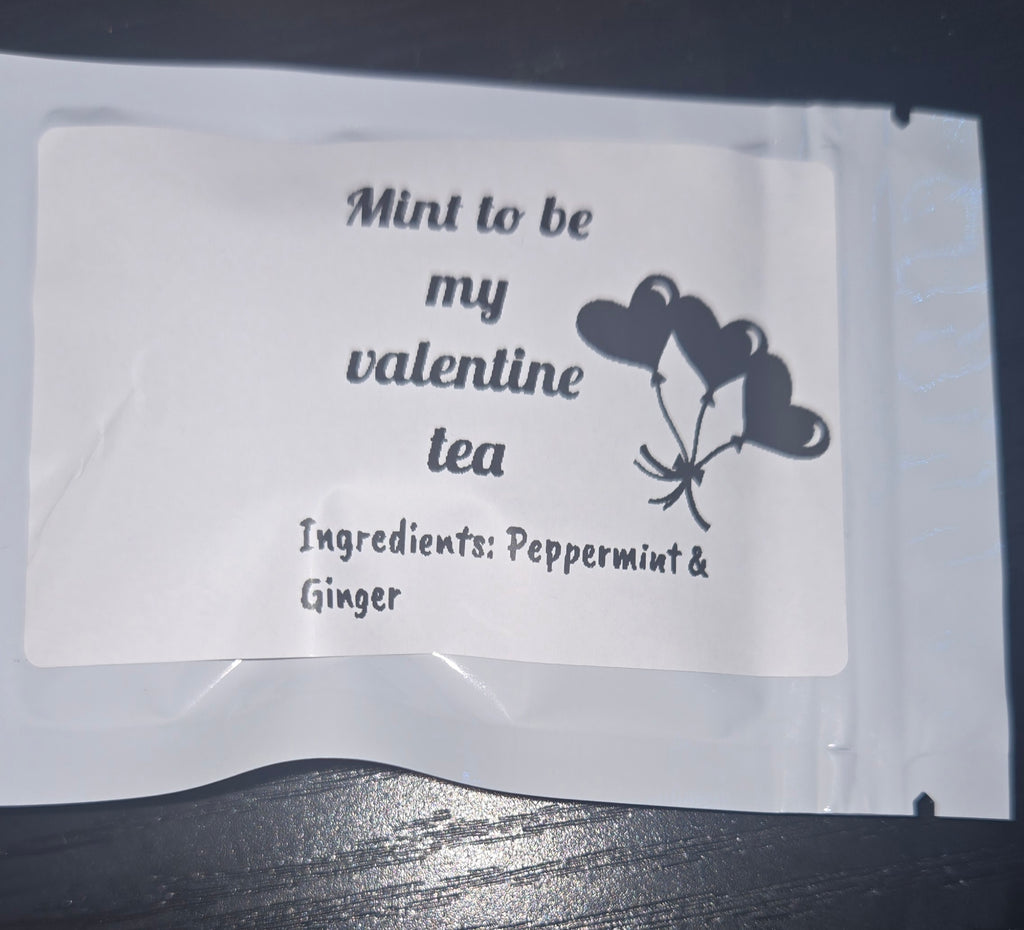 Mint to be
my
valentine
tea
Ingredients: Peppermint &
Ginger